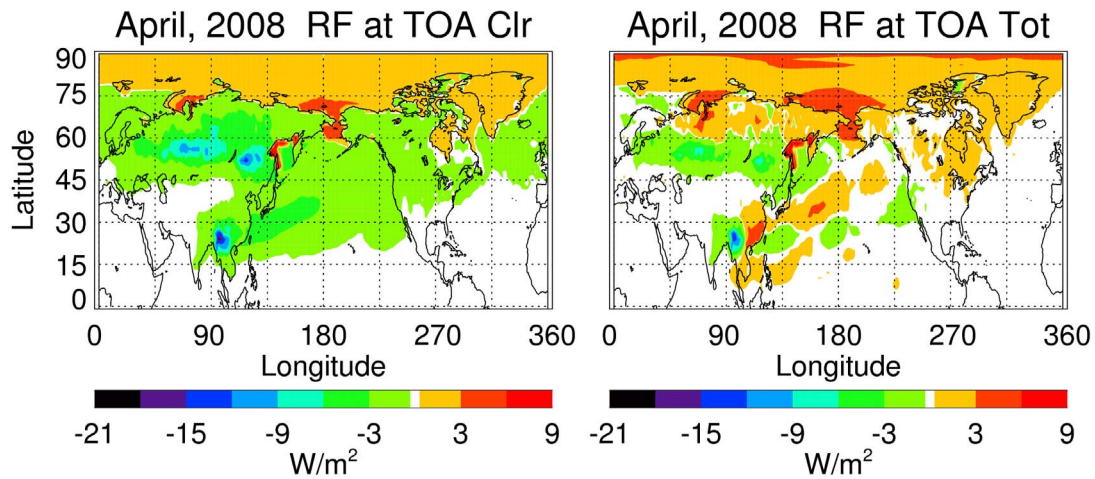 April, 2008 RF at TOA Clr
90
75
60
45
30
15
0
Latitude
0 90 180 270 360
Longitude
-21 -15 -9 -3 3 9
W/m²
April, 2008 RF at TOA Tot
0 90 180 270 360
Longitude
-21 -15 -9 -3 3 9
W/m²